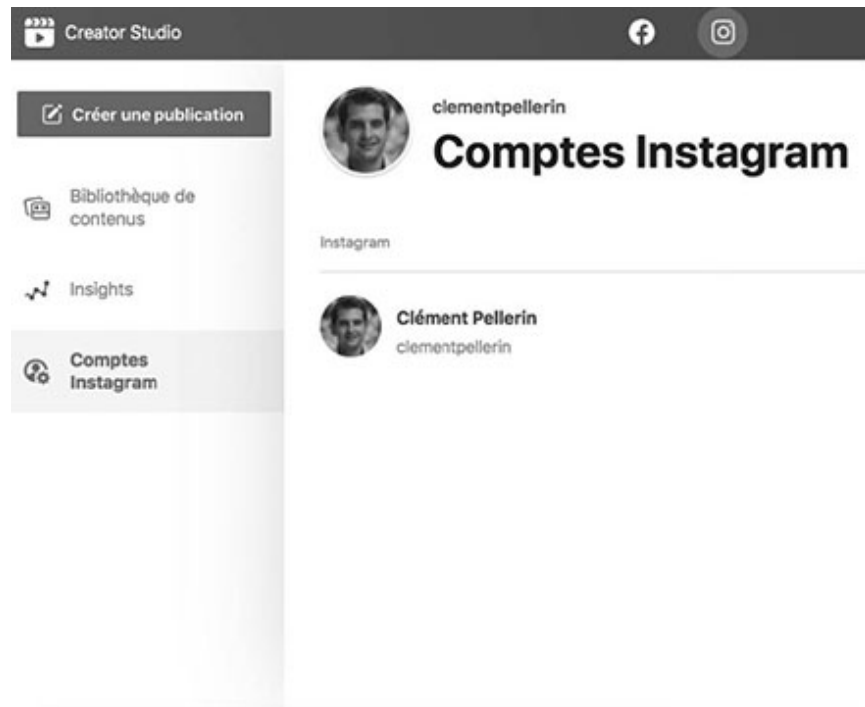 Creator Studio
Créer une publication
Bibliothèque de
contenus
Insights
Comptes
Instagram
clementpellerin
Comptes Instagram
Instagram
Clément Pellerin
clementpellerin